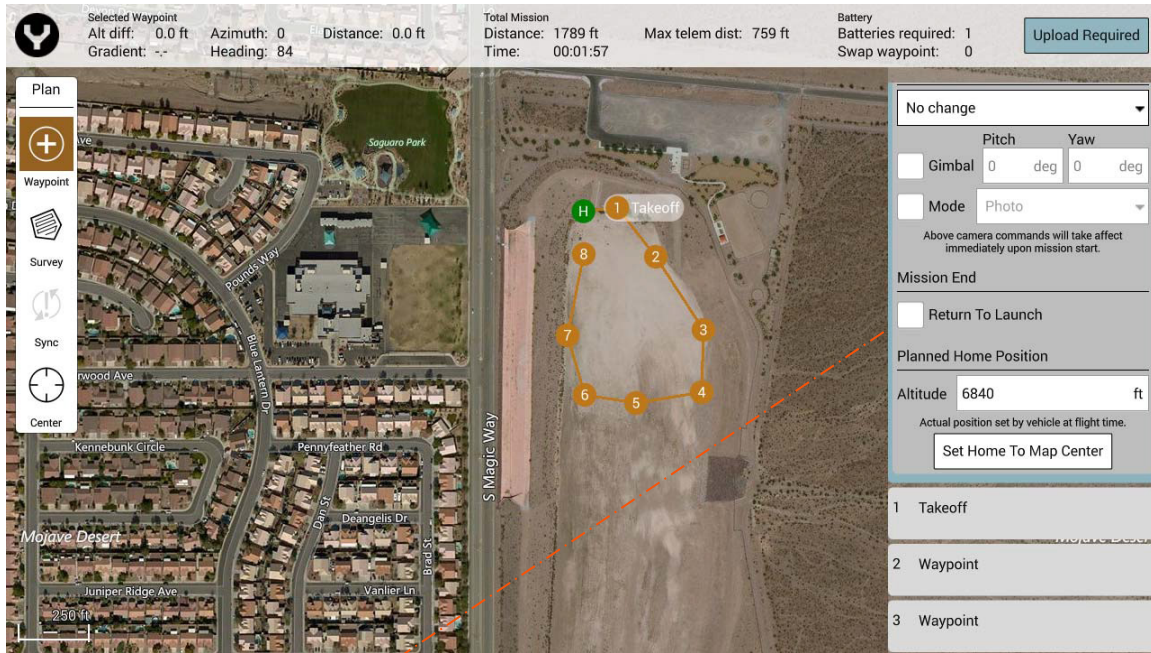 Selected Waypoint
Alt diff: 0.0 ft Azimuth: 0 Distance: 0.0 ft
Gradient: -.- Heading: 84
Total Mission
Distance: 1789 ft Max telem dist: 759 ft
Time: 00:01:57
Battery
Batteries required: 1
Swap waypoint: 0
Upload Required
Plan
Waypoint
Survey
Sync
Center
Ave
Saguaro Park
Pounds Way
Blue Lantern Dr
rwood Ave
Kennebunk Circle
Pennyfeather Rd
Dan St
Deangelis Dr
Brad St
Mojave Desert
Juniper Ridge Ave
Vanlier Ln
250 ft
S Magic Way
H
1 Takeoff
2
3
4
5
6
7
8
No change
Pitch Yaw
Gimbal 0 deg 0 deg
Mode Photo
Above camera commands will take affect
immediately upon mission start.
Mission End
Return To Launch
Planned Home Position
Altitude 6840 ft
Actual position set by vehicle at flight time.
Set Home To Map Center
1 Takeoff
2 Waypoint
3 Waypoint